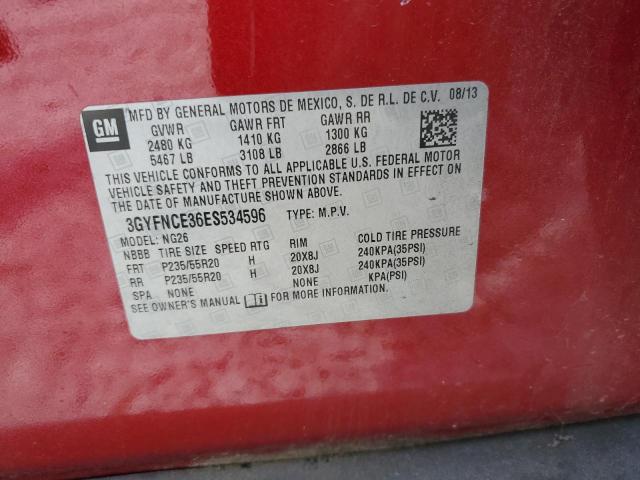 MFD BY GENERAL MOTORS DE MEXICO, S. DE R.L. DE C.V. 08/13
GM
GVWR GAWR FRT GAWR RR
2480 KG 1410 KG 1300 KG
5467 LB 3108 LB 2866 LB
THIS VEHICLE CONFORMS TO ALL APPLICABLE U.S. FEDERAL MOTOR
VEHICLE SAFETY AND THEFT PREVENTION STANDARDS IN EFFECT ON
THE DATE OF MANUFACTURE SHOWN ABOVE.
3GYFNCE36ES534596 TYPE: M.P.V.
MODEL: NG26
NBBB TIRE SIZE SPEED RTG RIM COLD TIRE PRESSURE
FRT P235/55R20 H 20X8J 240KPA(35PSI)
RR P235/55R20 H 20X8J 240KPA(35PSI)
SPA NONE NONE KPA(PSI)
SEE OWNER'S MANUAL FOR MORE INFORMATION.